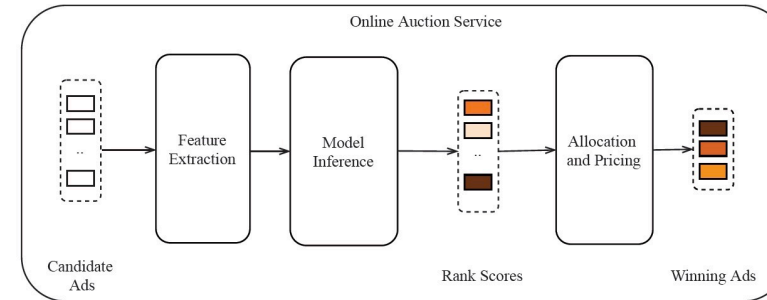 Online Auction Service
Feature
Extraction
Model
Inference
Allocation
and Pricing
..
..
Candidate
Ads
Rank Scores
Winning Ads